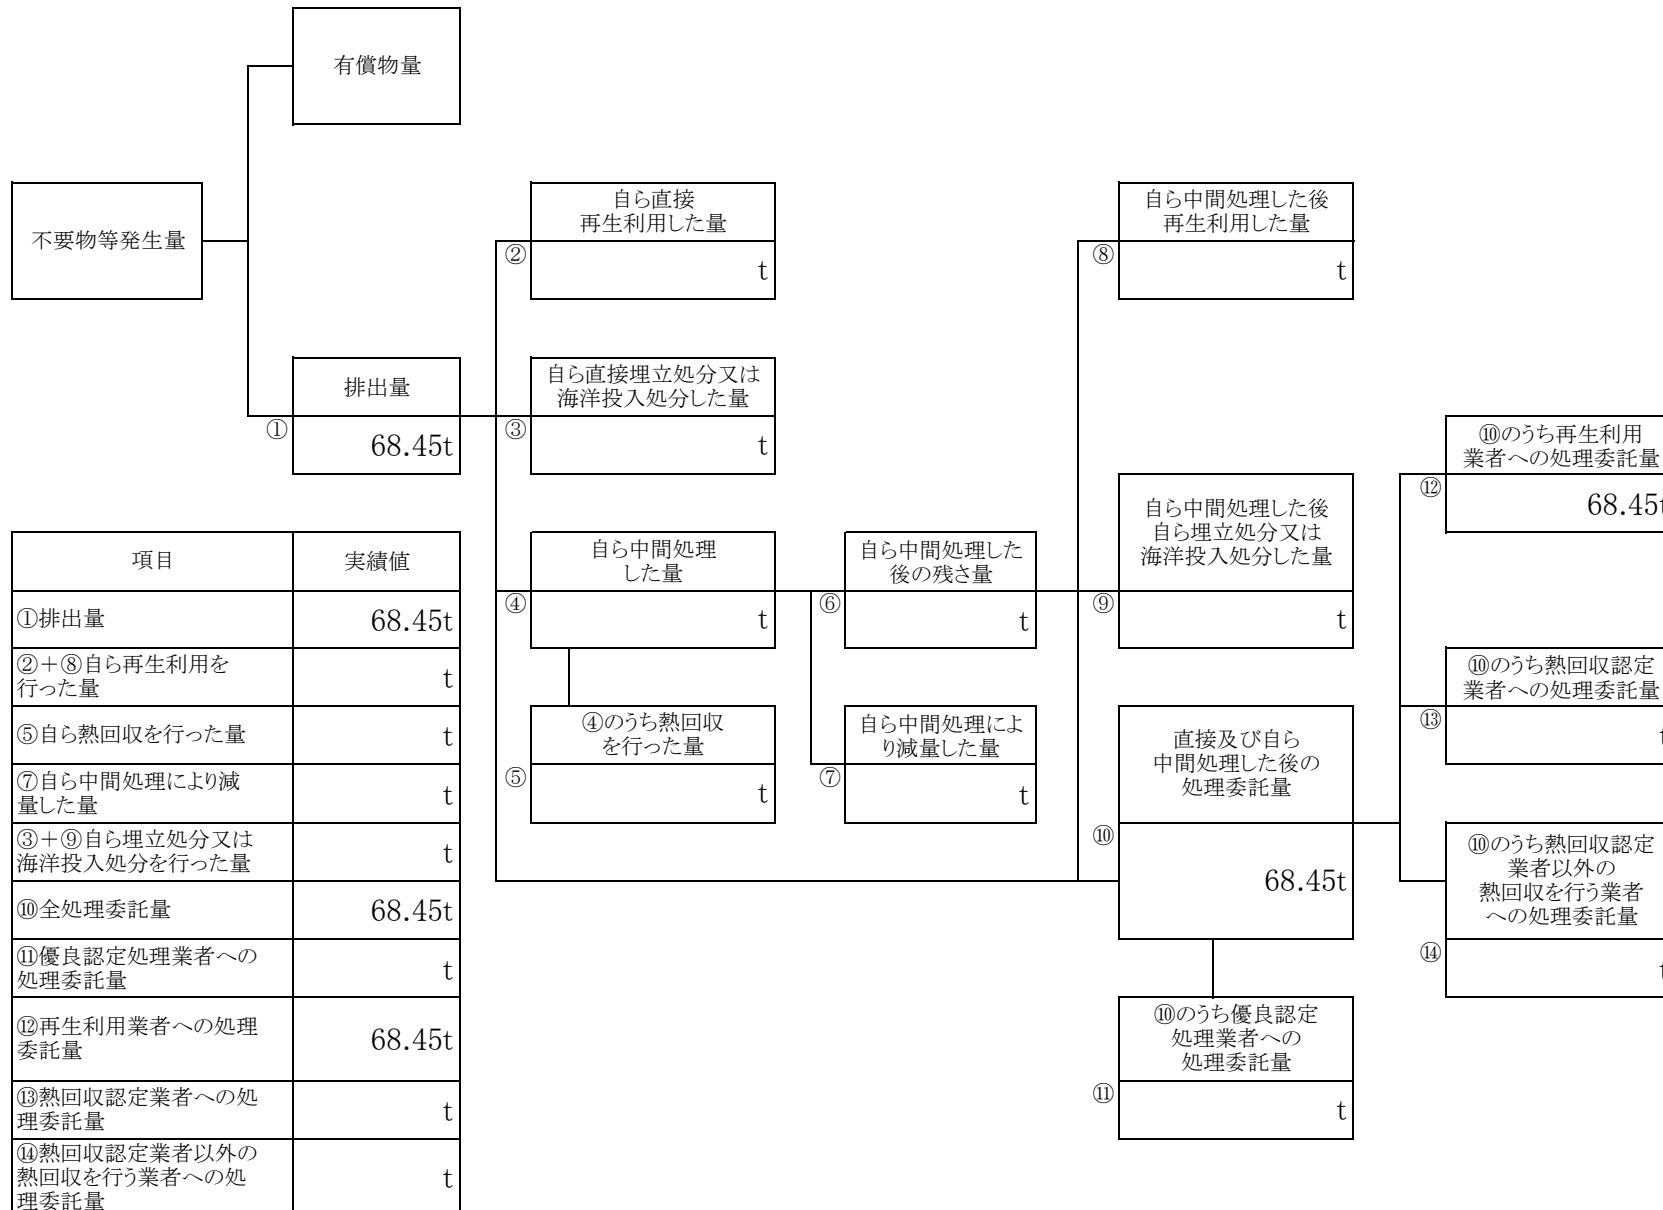 有償物量
不要物等発生量
自ら直接
再生利用した量
②
t
自ら中間処理した後
再生利用した量
⑧
t
排出量
①
68.45t
自ら直接埋立処分又は
海洋投入処分した量
③
t
⑩のうち再生利用
業者への処理委託量
⑫
68.45t
自ら中間処理
した量
④
t
自ら中間処理した
後の残さ量
⑥
t
自ら中間処理した後
自ら埋立処分又は
海洋投入処分した量
⑨
t
④のうち熱回収
を行った量
⑤
t
自ら中間処理によ
り減量した量
⑦
t
直接及び自ら
中間処理した後の
処理委託量
⑩
68.45t
⑩のうち熱回収認定
業者への処理委託量
⑬
t
⑩のうち熱回収認定
業者以外の
熱回収を行う業者
への処理委託量
⑭
t
⑩のうち優良認定
処理業者への
処理委託量
⑪
t
項目 実績値
①排出量 68.45t
②+⑧自ら再生利用を
行った量 t
⑤自ら熱回収を行った量 t
⑦自ら中間処理により減
量した量 t
③+⑨自ら埋立処分又は
海洋投入処分を行った量 t
⑩全処理委託量 68.45t
⑪優良認定処理業者への
処理委託量 t
⑫再生利用業者への処理
委託量 68.45t
⑬熱回収認定業者への処
理委託量 t
⑭熱回収認定業者以外の
熱回収を行う業者への処
理委託量 t